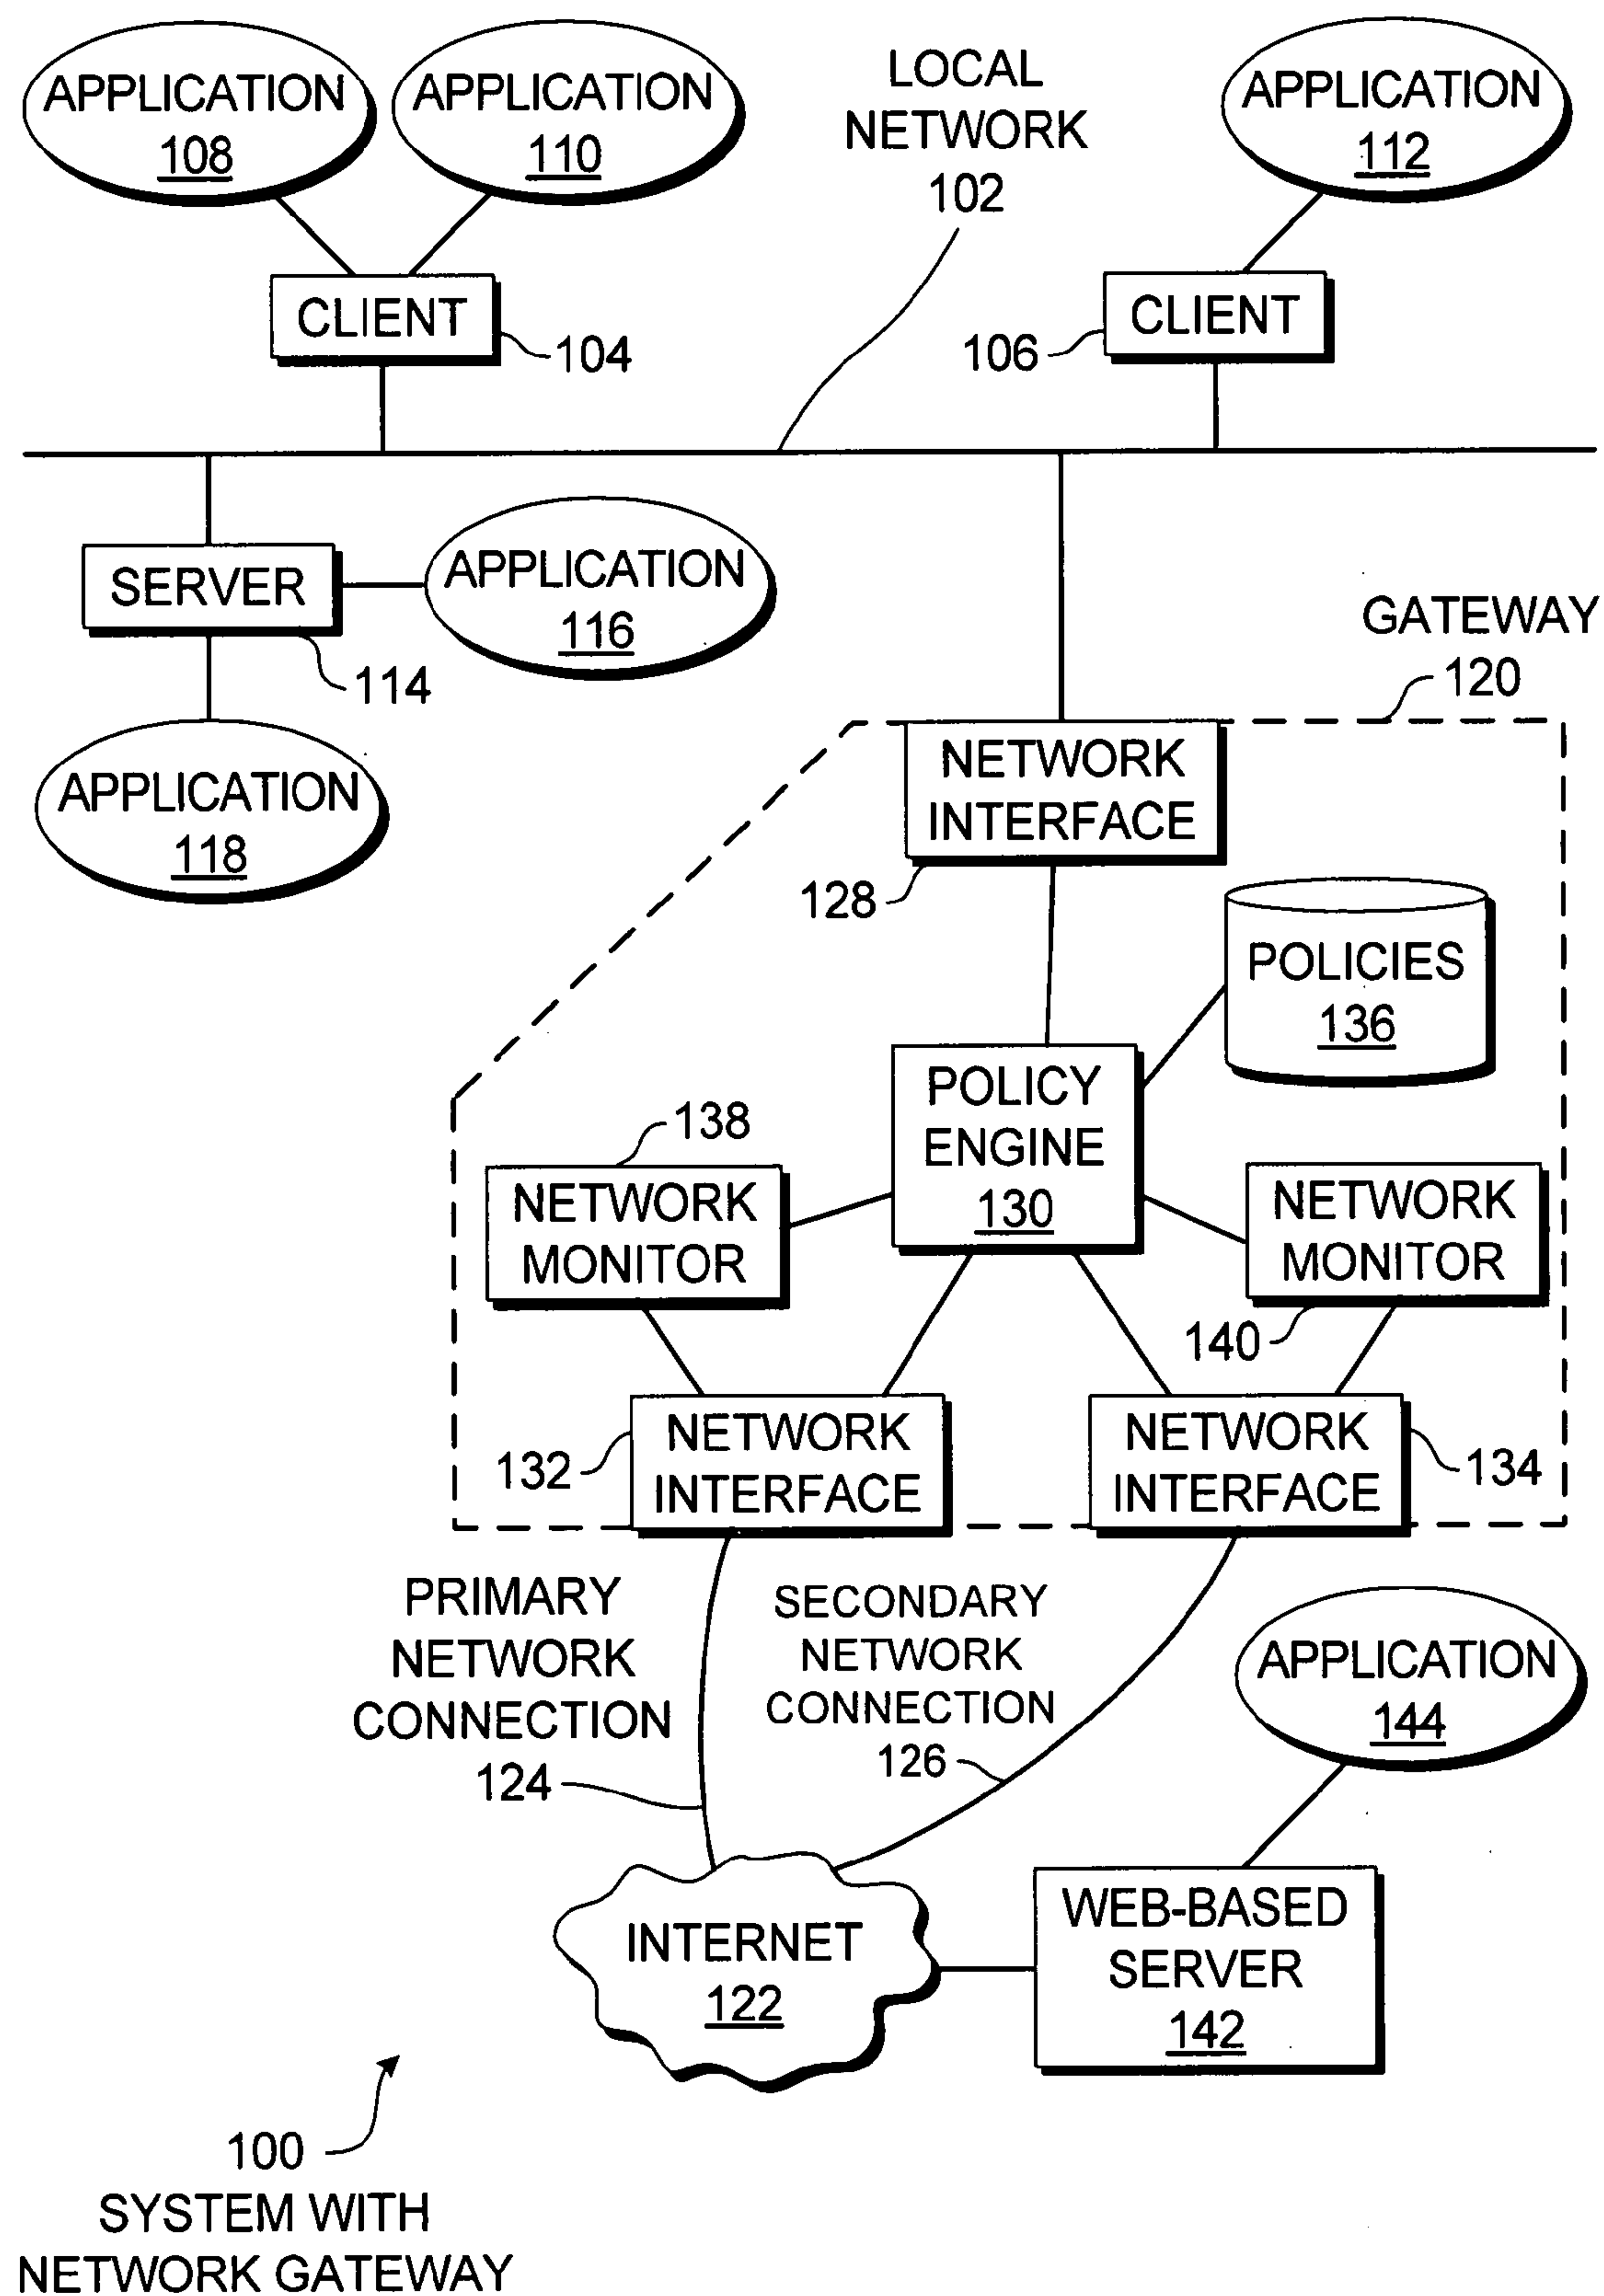 APPLICATION
108
APPLICATION
110
LOCAL
NETWORK
102
APPLICATION
112
CLIENT
104
CLIENT
106
SERVER
114
APPLICATION
116
APPLICATION
118
GATEWAY
120
NETWORK
INTERFACE
128
POLICIES
136
POLICY
ENGINE
130
138
NETWORK
MONITOR
NETWORK
MONITOR
140
NETWORK
INTERFACE
132
NETWORK
INTERFACE
134
PRIMARY
NETWORK
CONNECTION
124
SECONDARY
NETWORK
CONNECTION
126
APPLICATION
144
INTERNET
122
WEB-BASED
SERVER
142
100
SYSTEM WITH
NETWORK GATEWAY